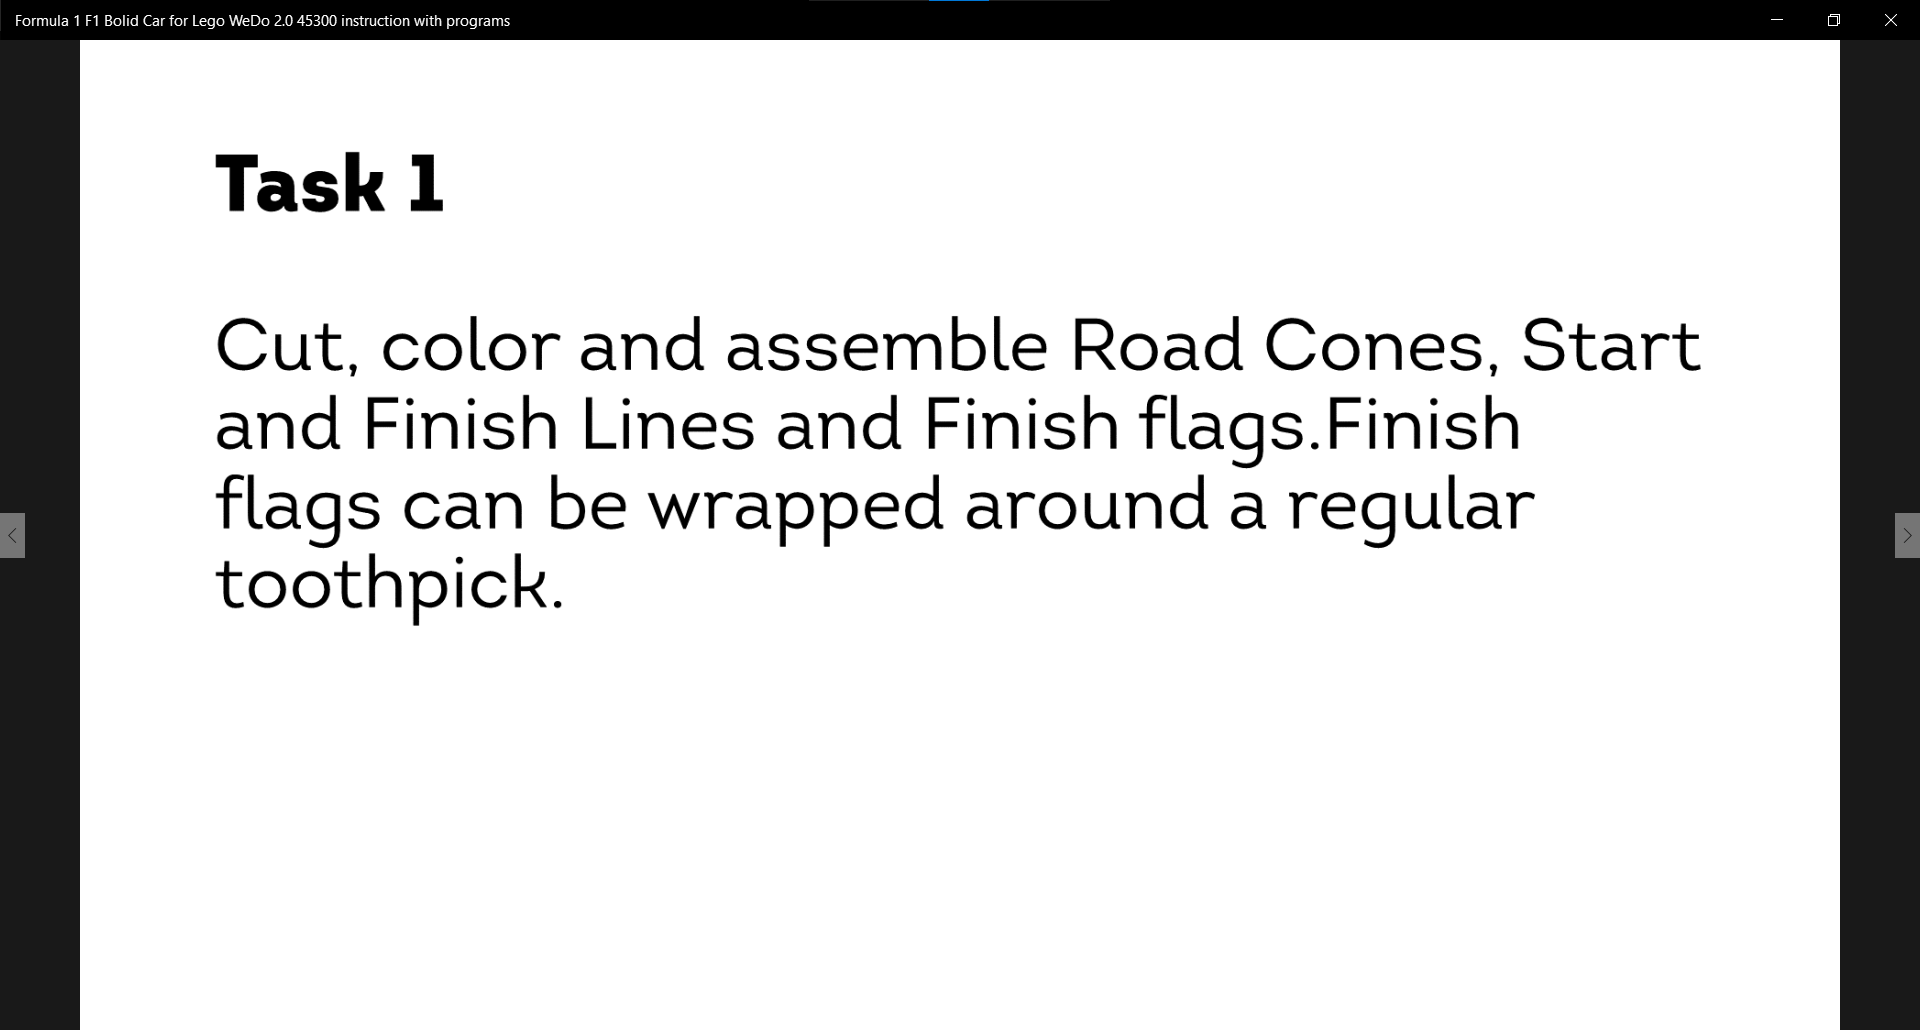 Formula 1 F1 Bolid Car for Lego WeDo 2.0 45300 instruction with programs
Task 1
Cut, color and assemble Road Cones, Start
and Finish Lines and Finish flags.Finish
flags can be wrapped around a regular
toothpick.